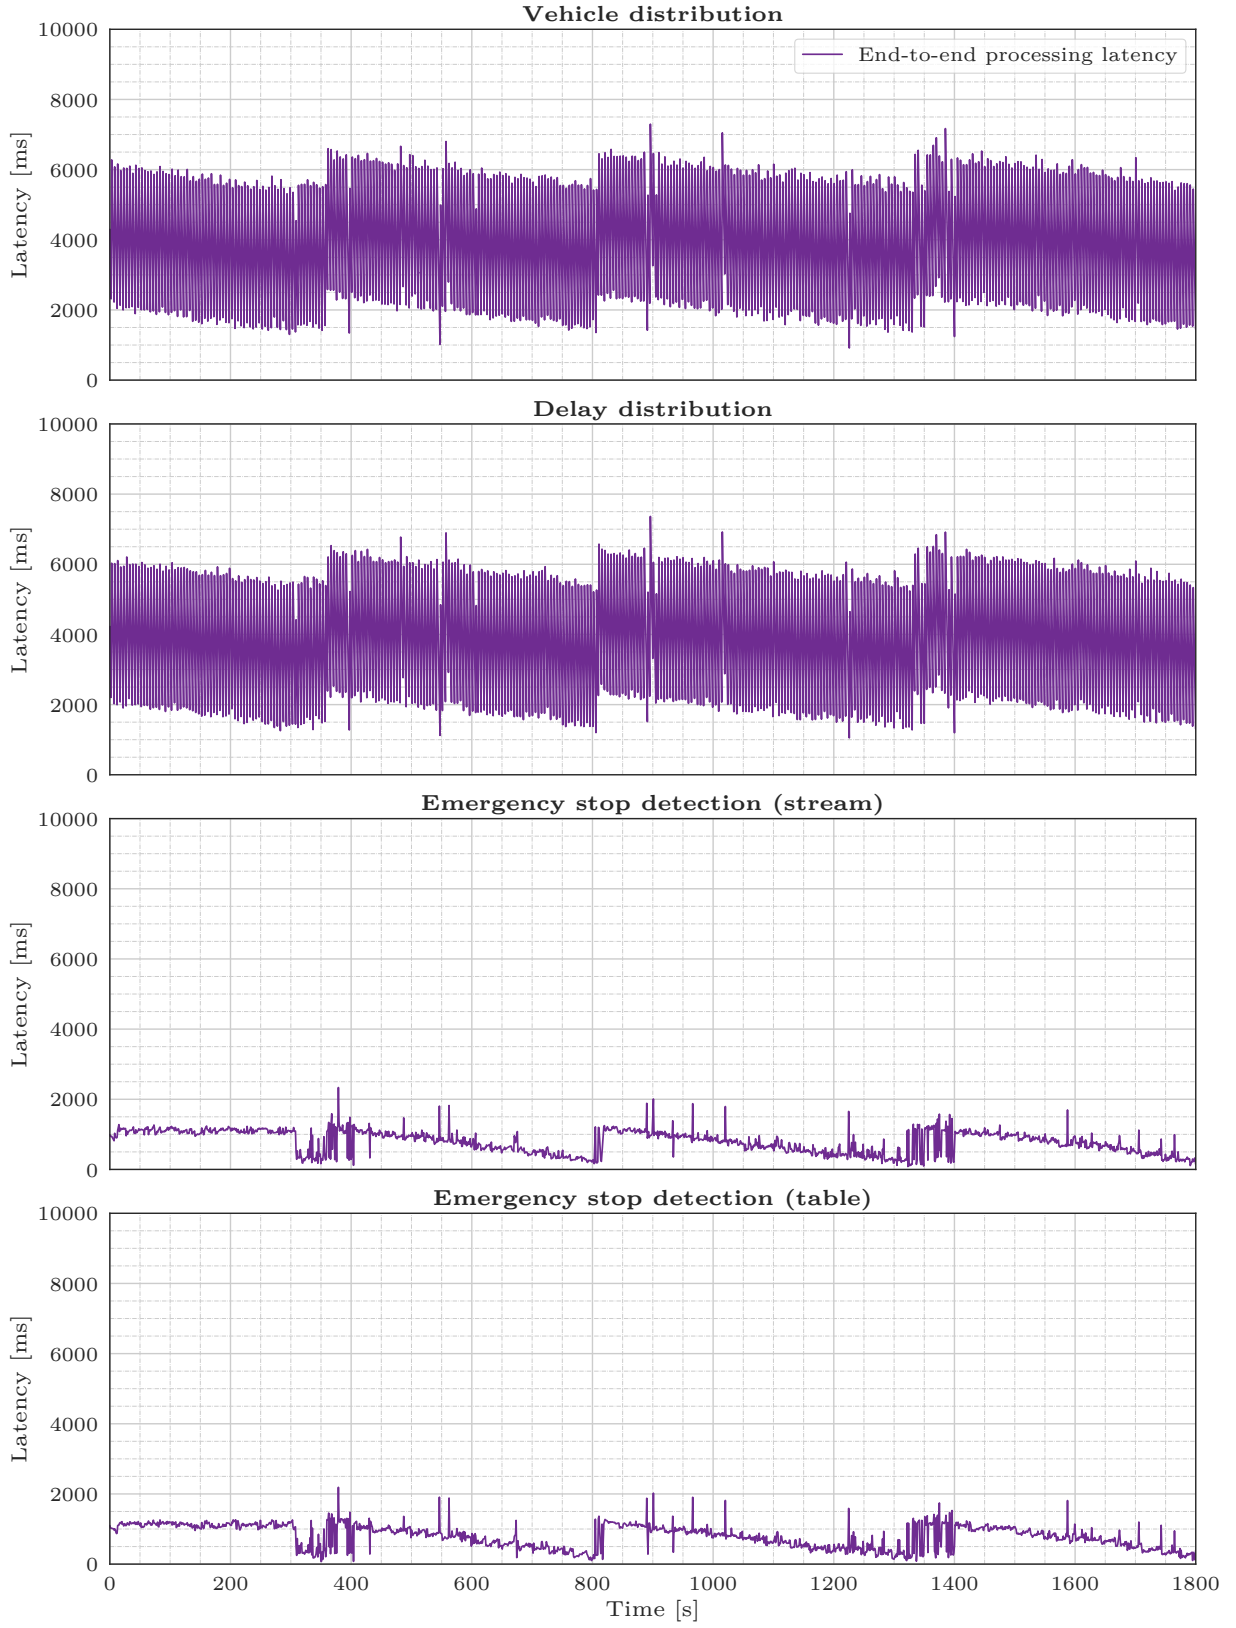 Vehicle distribution
10000
8000
6000
4000
2000
0
Latency [ms]
End-to-end processing latency
Delay distribution
10000
8000
6000
4000
2000
0
Latency [ms]
Emergency stop detection (stream)
10000
8000
6000
4000
2000
0
Latency [ms]
Emergency stop detection (table)
10000
8000
6000
4000
2000
0
Latency [ms]
0 200 400 600 800 1000 1200 1400 1600 1800
Time [s]